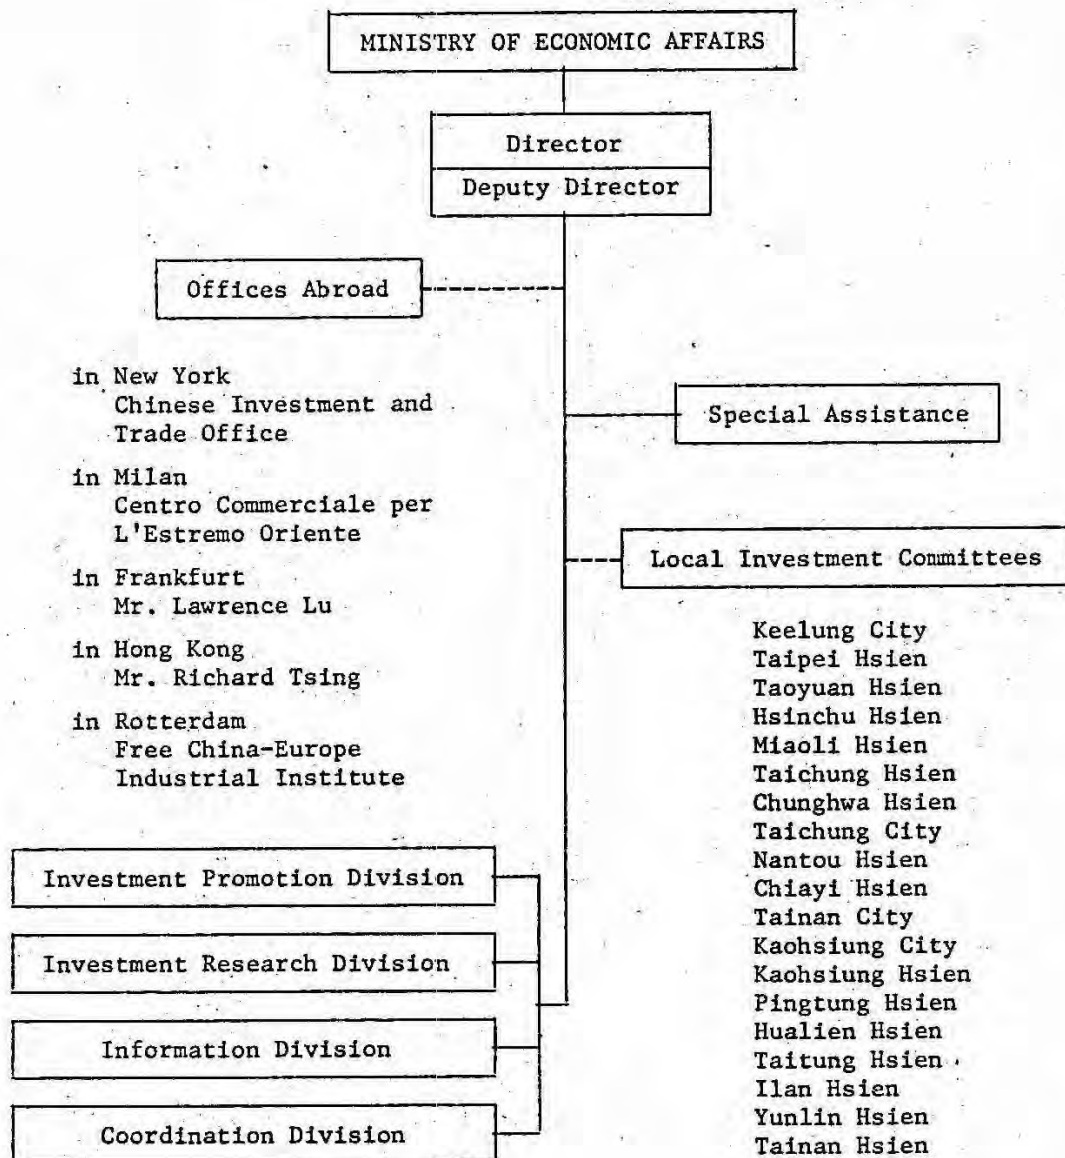 MINISTRY OF ECONOMIC AFFAIRS
Director
Deputy Director
Offices Abroad
in New York
Chinese Investment and
Trade Office
in Milan
Centro Commerciale per
L'Estremo Oriente
in Frankfurt
Mr. Lawrence Lu
in Hong Kong
Mr. Richard Tsing
in Rotterdam
Free China-Europe
Industrial Institute
Special Assistance
Local Investment Committees
Keelung City
Taipei Hsien
Taoyuan Hsien
Hsinchu Hsien
Miaoli Hsien
Taichung Hsien
Chunghwa Hsien
Taichung City
Nantou Hsien
Chiayi Hsien
Tainan City
Kaohsiung City
Kaohsiung Hsien
Pingtung Hsien
Hualien Hsien
Taitung Hsien
Ilan Hsien
Yunlin Hsien
Tainan Hsien
Investment Promotion Division
Investment Research Division
Information Division
Coordination Division